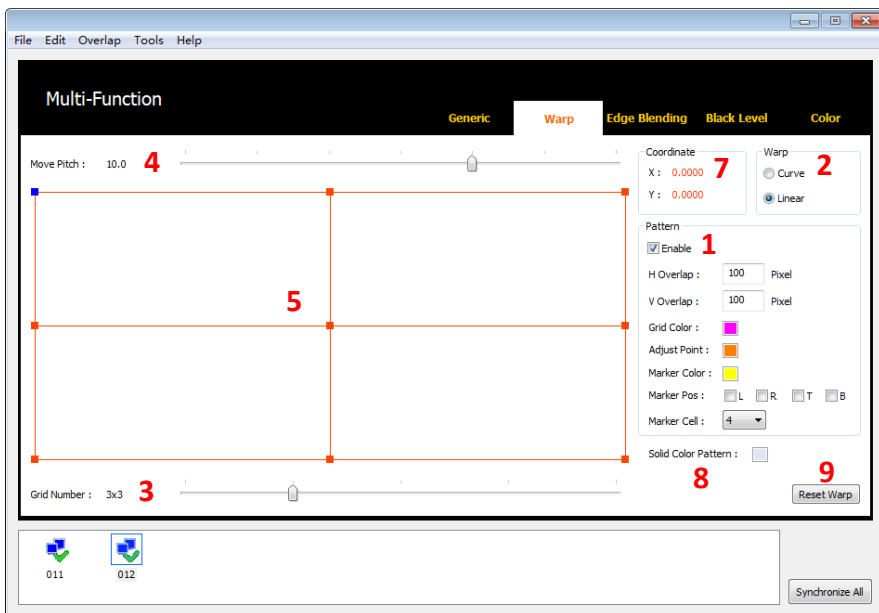 File Edit Overlap Tools Help
Multi-Function
Generic Warp Edge Blending Black Level Color
Move Pitch : 10.0 4
Coordinate
X : 0.0000 7
Y : 0.0000
Warp
Curve 2
Linear
Pattern
Enable 1
H Overlap : 100 Pixel
V Overlap : 100 Pixel
Grid Color :
Adjust Point :
Marker Color :
Marker Pos : L R T B
Marker Cell : 4
5
Solid Color Pattern :
8
9
Grid Number : 3x3 3
Reset Warp
011 012
Synchronize All